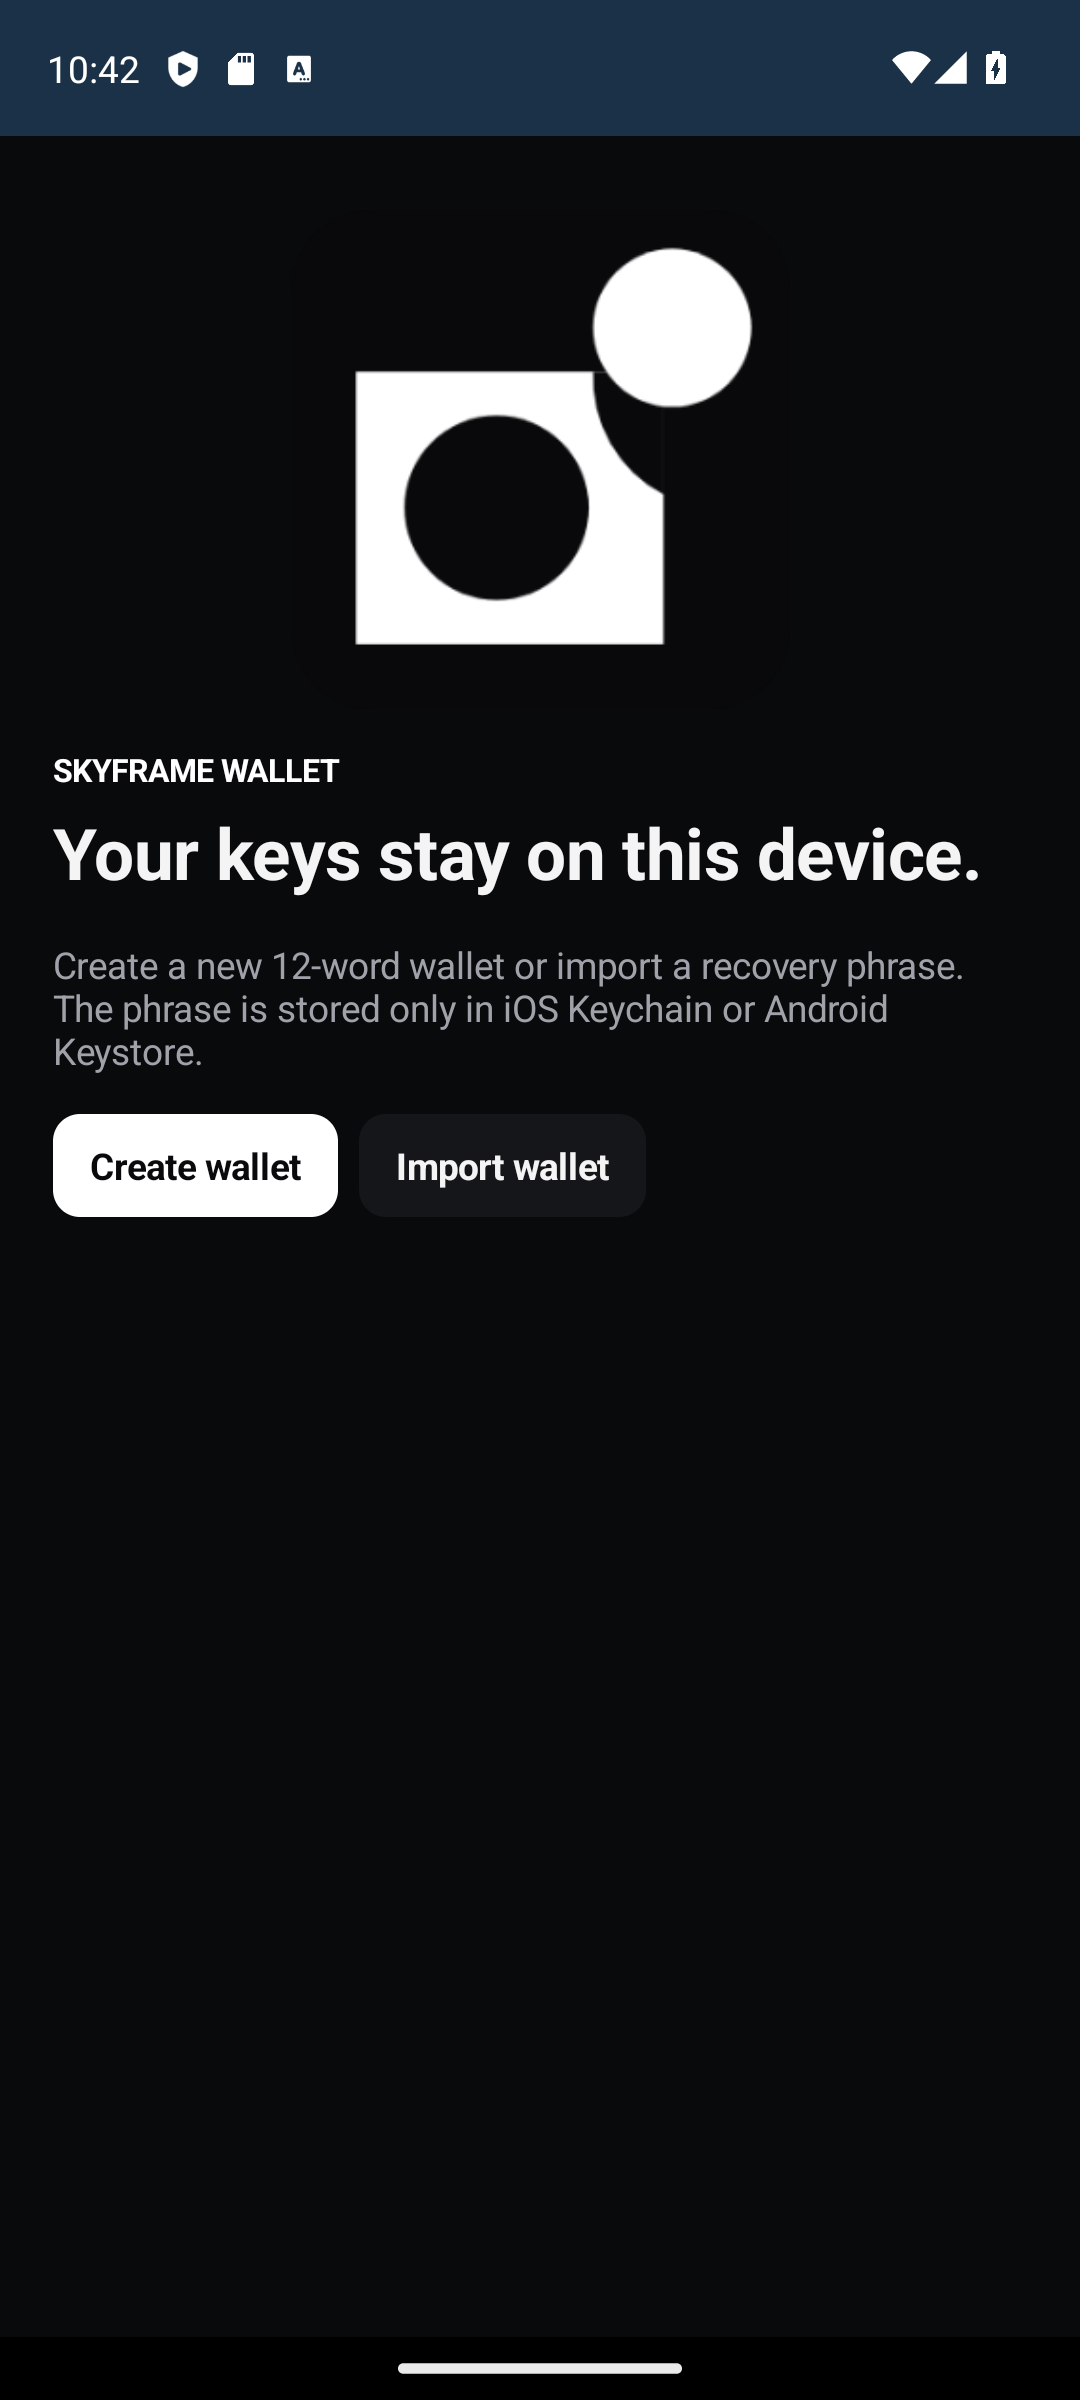 10:42
SKYFRAME WALLET
Your keys stay on this device.
Create a new 12-word wallet or import a recovery phrase.
The phrase is stored only in iOS Keychain or Android
Keystore.
Create wallet
Import wallet